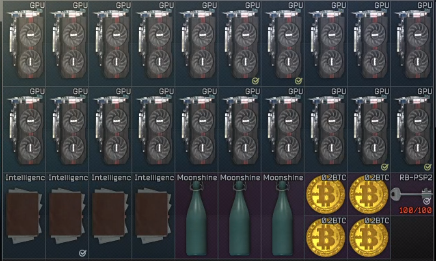 GPU GPU GPU GPU GPU GPU GPU GPU GPU GPU
GPU GPU GPU GPU GPU GPU GPU GPU GPU GPU
Intelligenc Intelligenc Intelligenc Intelligenc Moonshine Moonshine Moonshine 0.2BTC 0.2BTC RB-PSP2
100/100
0.2BTC 0.2BTC